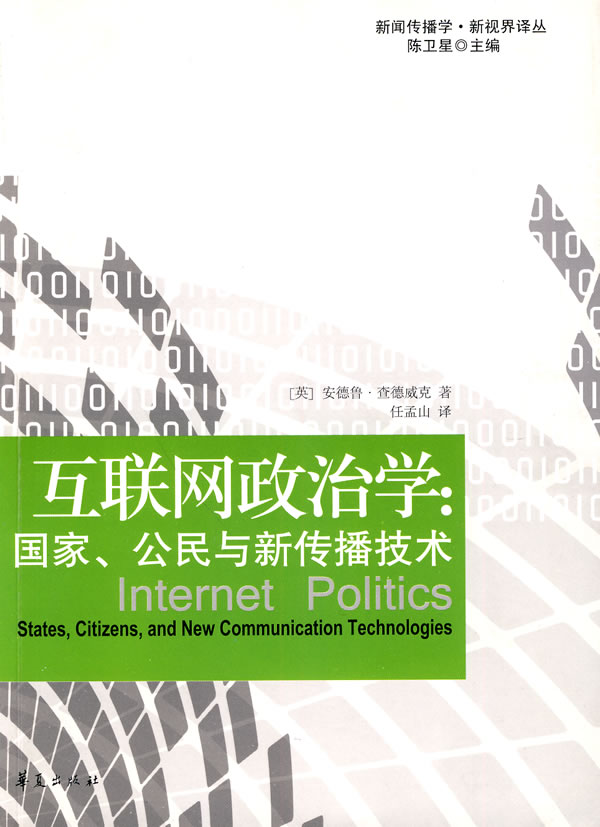 新闻传播学·新视界译丛
陈卫星◎主编
[英] 安德鲁·查德威克 著
任孟山 译
互联网政治学:
国家、公民与新传播技术
Internet Politics
States, Citizens, and New Communication Technologies
华夏出版社